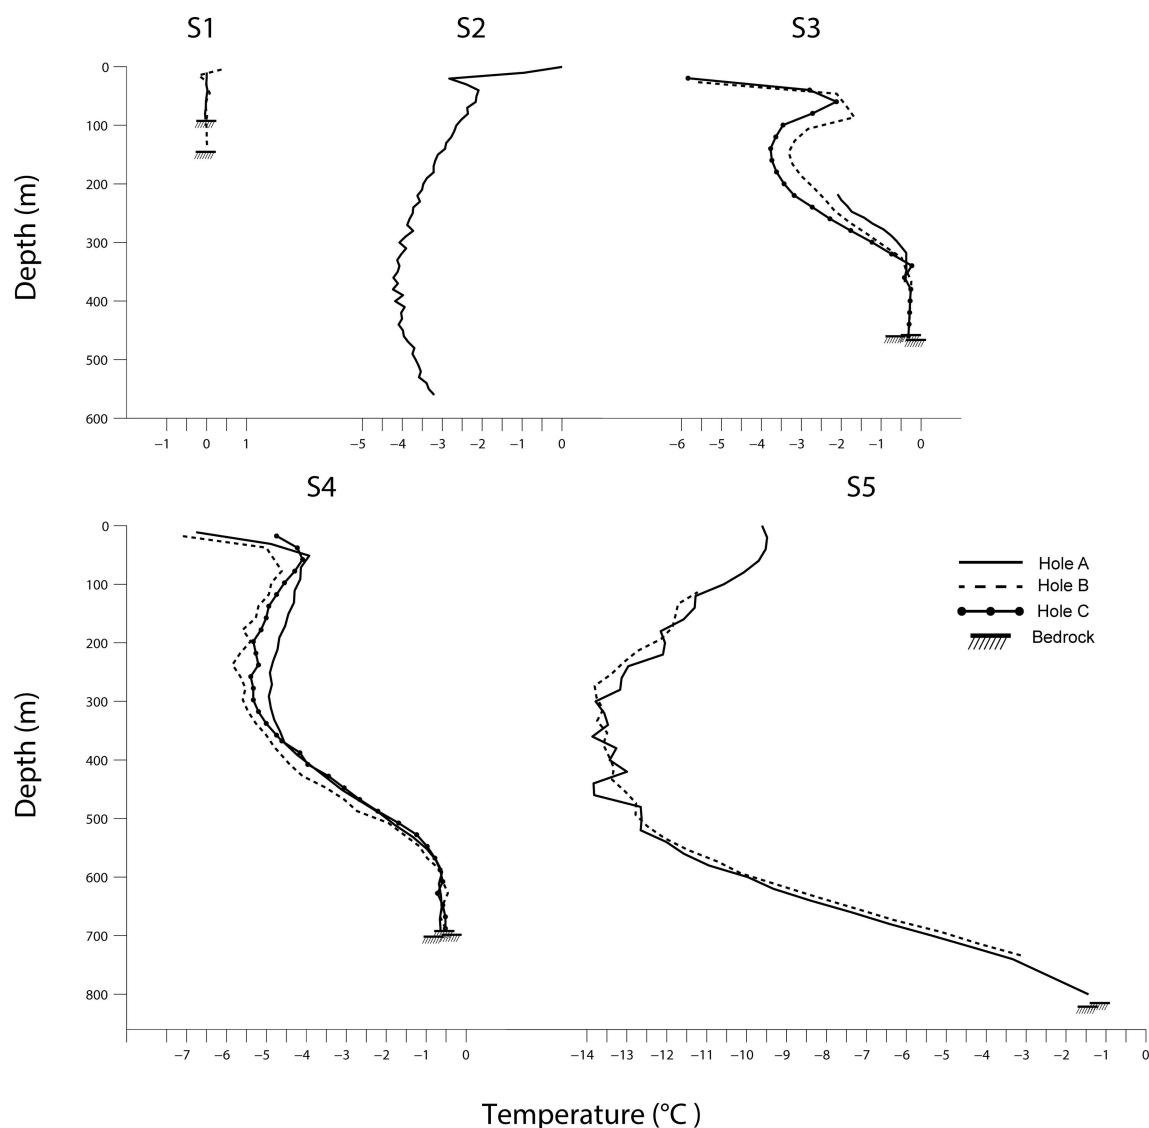 S1 S2 S3
0
100
200
300
400
500
600
Depth (m)
−1 0 1 −5 −4 −3 −2 −1 0 −6 −5 −4 −3 −2 −1 0
S4 S5
0
100
200
300
400
500
600
700
800
Depth (m)
Hole A
Hole B
Hole C
Bedrock
−7 −6 −5 −4 −3 −2 −1 0 −14 −13 −12 −11 −10 −9 −8 −7 −6 −5 −4 −3 −2 −1 0
Temperature (°C )